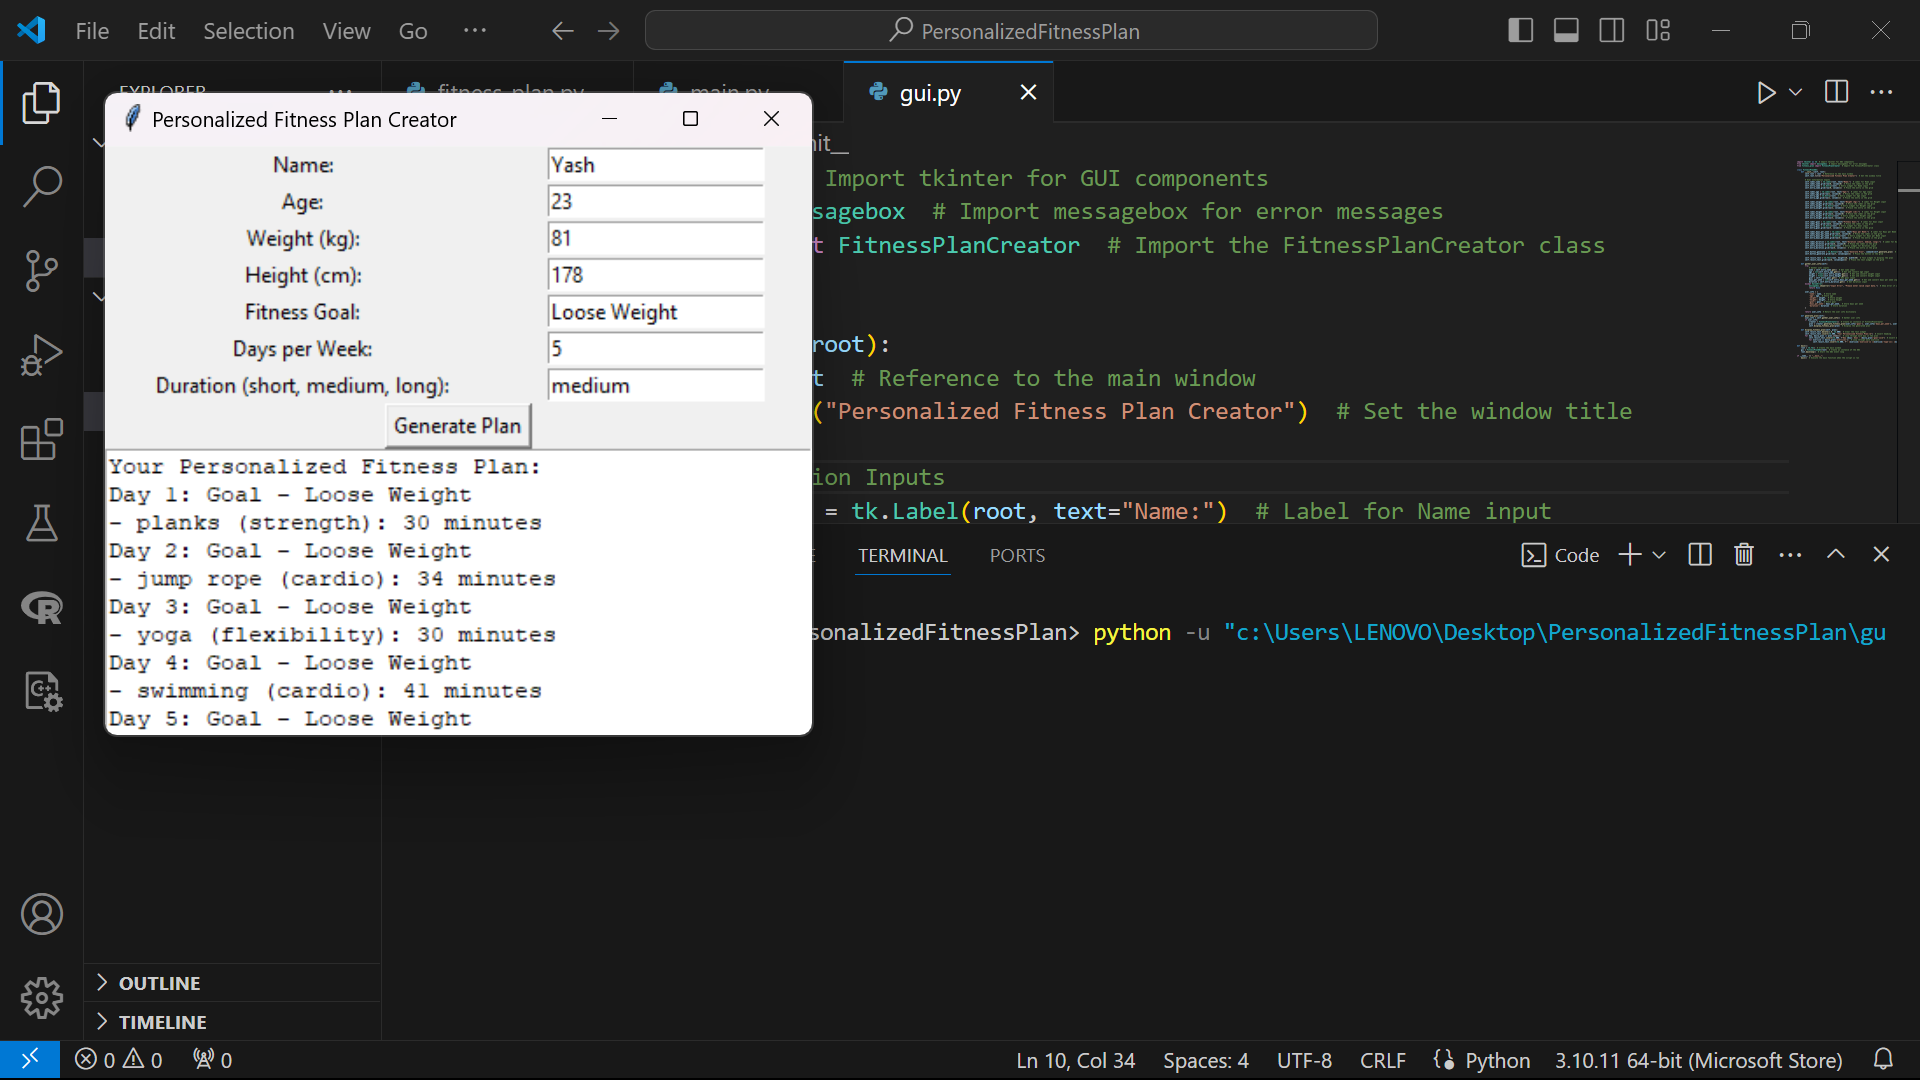 File Edit Selection View Go ···
PersonalizedFitnessPlan
EXPLORER
fitness_plan.py
main.py
gui.py
Personalized Fitness Plan Creator
Name: Yash
Age: 23
Weight (kg): 81
Height (cm): 178
Fitness Goal: Loose Weight
Days per Week: 5
Duration (short, medium, long): medium
Generate Plan
Your Personalized Fitness Plan:
Day 1: Goal - Loose Weight
- planks (strength): 30 minutes
Day 2: Goal - Loose Weight
- jump rope (cardio): 34 minutes
Day 3: Goal - Loose Weight
- yoga (flexibility): 30 minutes
Day 4: Goal - Loose Weight
- swimming (cardio): 41 minutes
Day 5: Goal - Loose Weight
it__
Import tkinter for GUI components
sagebox # Import messagebox for error messages
t FitnessPlanCreator # Import the FitnessPlanCreator class
root):
t # Reference to the main window
("Personalized Fitness Plan Creator") # Set the window title
ion Inputs
= tk.Label(root, text="Name:") # Label for Name input
TERMINAL PORTS
Code
sonalizedFitnessPlan> python -u "c:\Users\LENOVO\Desktop\PersonalizedFitnessPlan\gu
OUTLINE
TIMELINE
0 0 0
Ln 10, Col 34 Spaces: 4 UTF-8 CRLF Python 3.10.11 64-bit (Microsoft Store)